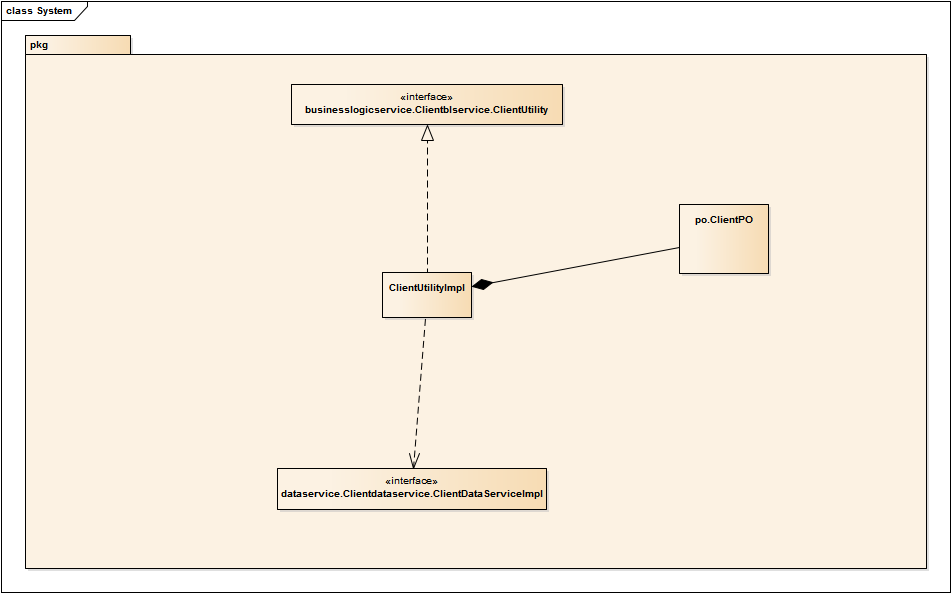 class System
pkg
«interface»
businesslogicservice.Clientblservice.ClientUtility
po.ClientPO
ClientUtilityImpl
«interface»
dataservice.Clientdataservice.ClientDataServiceImpl